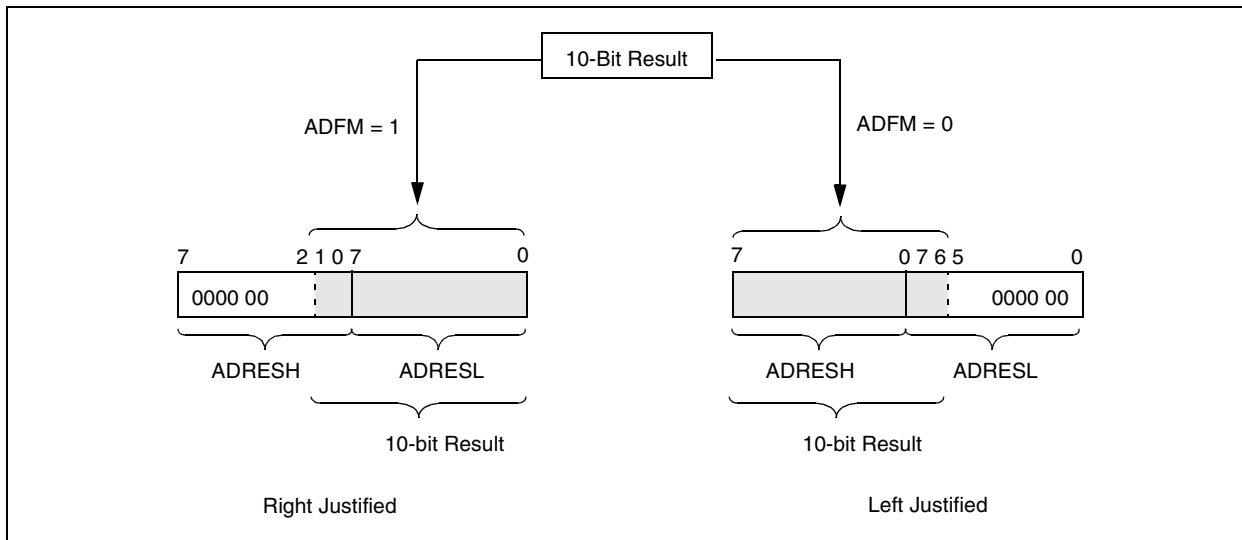 10-Bit Result
ADFM = 1
ADFM = 0
7 2 1 0 7 0
7 0 7 6 5 0
0000 00
0000 00
ADRESH ADRESL
ADRESH ADRESL
10-bit Result
10-bit Result
Right Justified
Left Justified